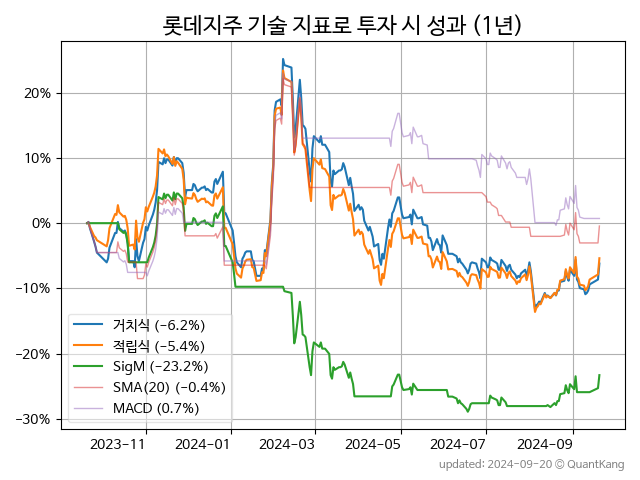 롯데지주 기술 지표로 투자 시 성과 (1년)
20%
10%
0%
−10%
−20%
−30%
거치식 (−6.2%)
적립식 (−5.4%)
SigM (−23.2%)
SMA(20) (−0.4%)
MACD (0.7%)
2023-11
2024-01
2024-03
2024-05
2024-07
2024-09
updated: 2024-09-20 © QuantKang